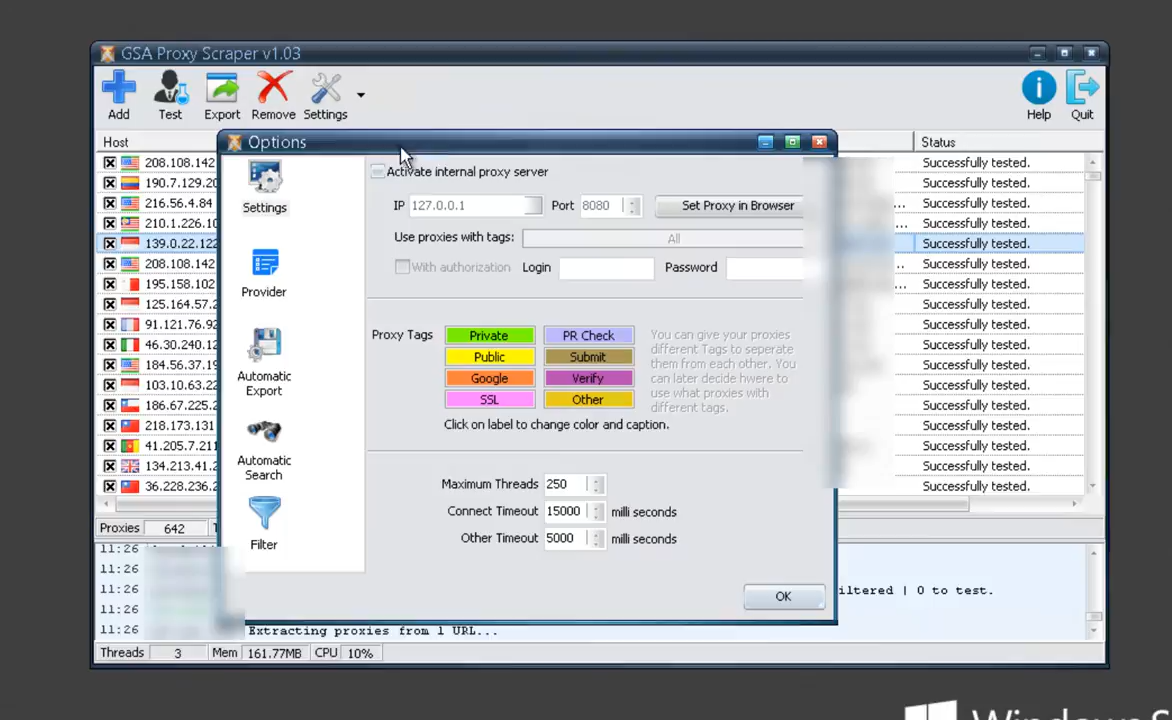 GSA Proxy Scraper v1.03
Add Test Export Remove Settings Help Quit
Host Status
Options
208.108.142 Successfully tested.
190.7.129.20 Successfully tested.
216.56.4.84 ... Successfully tested.
210.1.226.10 ... Successfully tested.
139.0.22.122 Successfully tested.
208.108.142 .. Successfully tested.
195.158.102 ... Successfully tested.
125.164.57.2 Successfully tested.
91.121.76.92 ... Successfully tested.
46.30.240.12 ... Successfully tested.
184.56.37.19 ... Successfully tested.
103.10.63.22 Successfully tested.
186.67.225.2 Successfully tested.
218.173.131 Successfully tested.
41.205.7.211 ... Successfully tested.
134.213.41.2 ... Successfully tested.
36.228.236.2 ... Successfully tested.
Settings
Provider
Automatic
Export
Automatic
Search
Filter
Activate internal proxy server
IP 127.0.0.1 Port 8080 Set Proxy in Browser
Use proxies with tags: All
With authorization Login Password
Proxy Tags Private PR Check
Public Submit
Google Verify
SSL Other
You can give your proxies
different Tags to seperate
them from each other. You
can later decide hwere to
use what proxies with
different tags.
Click on label to change color and caption.
Maximum Threads 250
Connect Timeout 15000 milli seconds
Other Timeout 5000 milli seconds
OK
Proxies 642
11:26
11:26
11:26 iltered | 0 to test.
11:26
11:26 Extracting proxies from 1 URL...
Threads 3 Mem 161.77MB CPU 10%